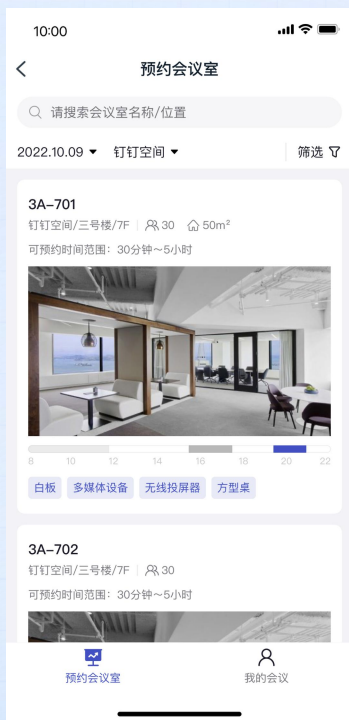 10:00
预约会议室
请搜索会议室名称/位置
2022.10.09 钉钉空间 筛选
3A-701
钉钉空间/三号楼/7F 30 50m²
可预约时间范围：30分钟～5小时
8 10 12 14 16 18 20 22
白板 多媒体设备 无线投屏器 方型桌
3A-702
钉钉空间/三号楼/7F 30
可预约时间范围：30分钟～5小时
预约会议室 我的会议